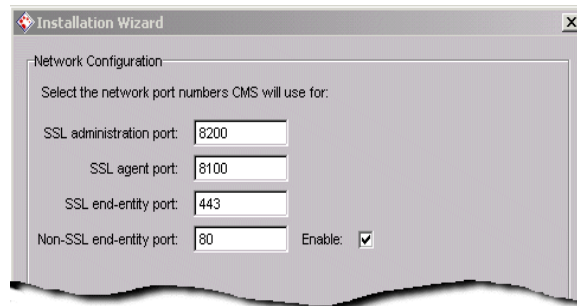 Installation Wizard
Network Configuration
Select the network port numbers CMS will use for:
SSL administration port: 8200
SSL agent port: 8100
SSL end-entity port: 443
Non-SSL end-entity port: 80 Enable: